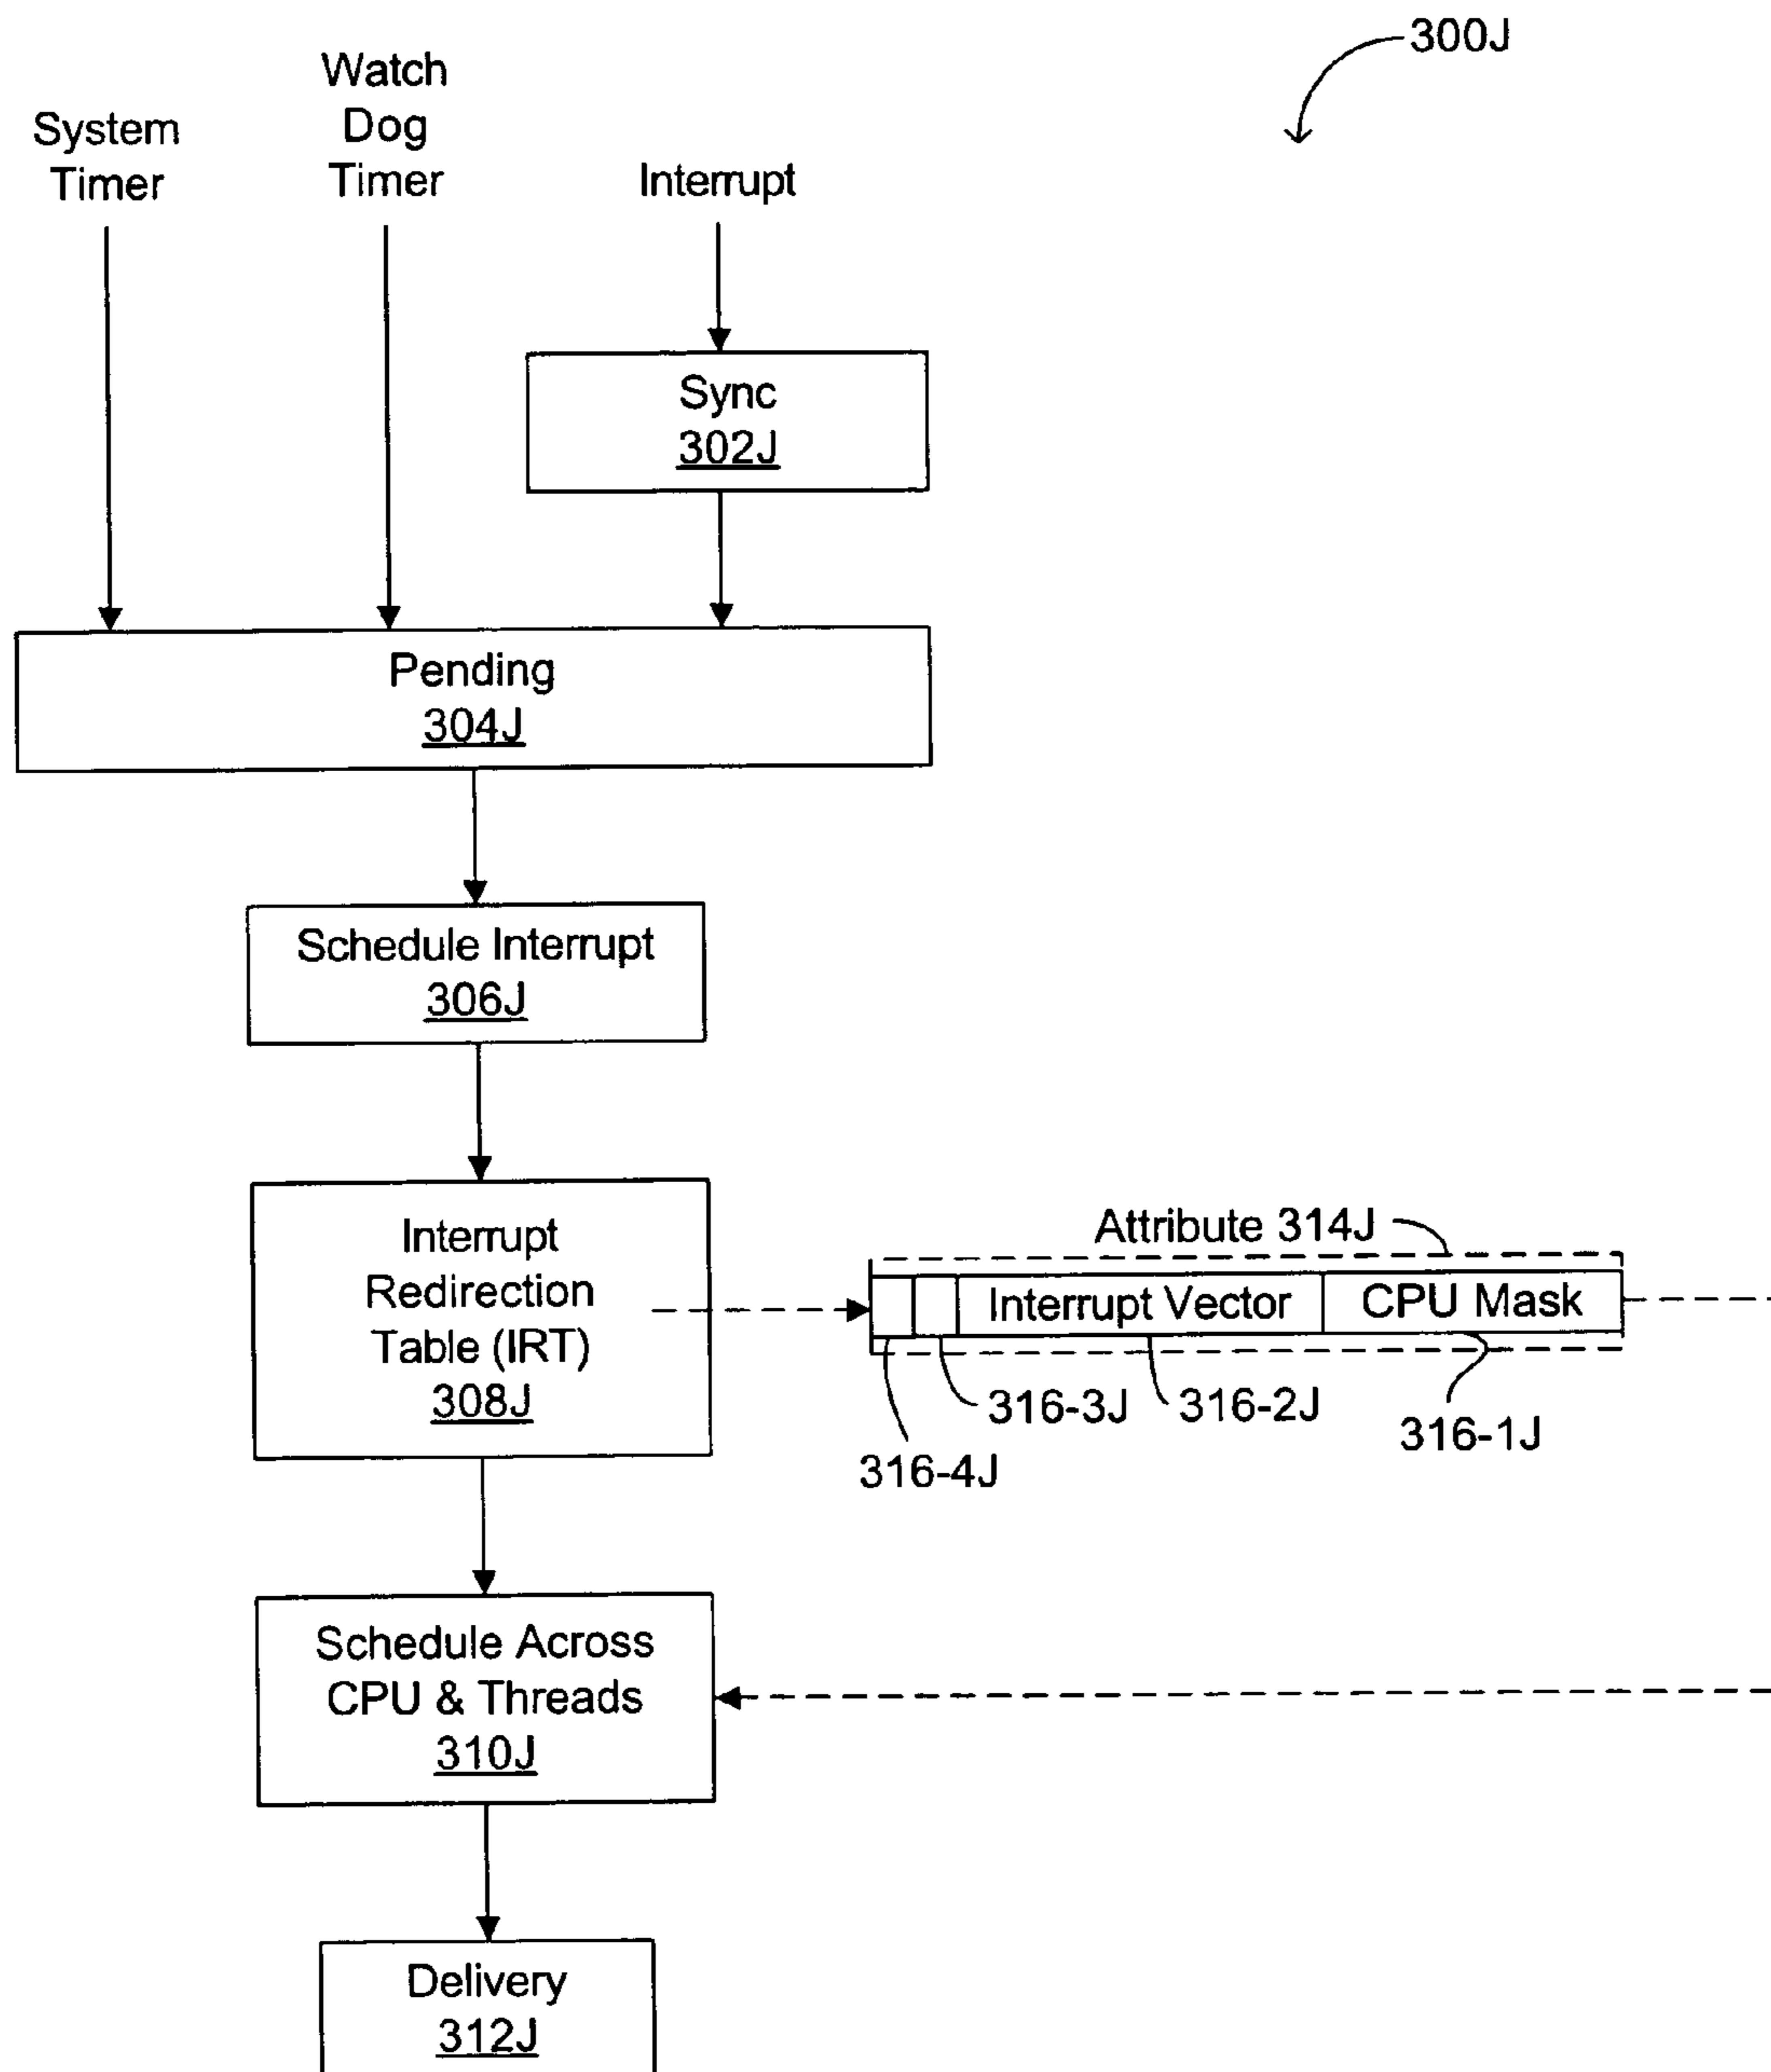 300J
System
Timer
Watch
Dog
Timer
Interrupt
Sync
302J
Pending
304J
Schedule Interrupt
306J
Interrupt
Redirection
Table (IRT)
308J
Attribute 314J
Interrupt Vector
CPU Mask
316-4J
316-3J
316-2J
316-1J
Schedule Across
CPU & Threads
310J
Delivery
312J